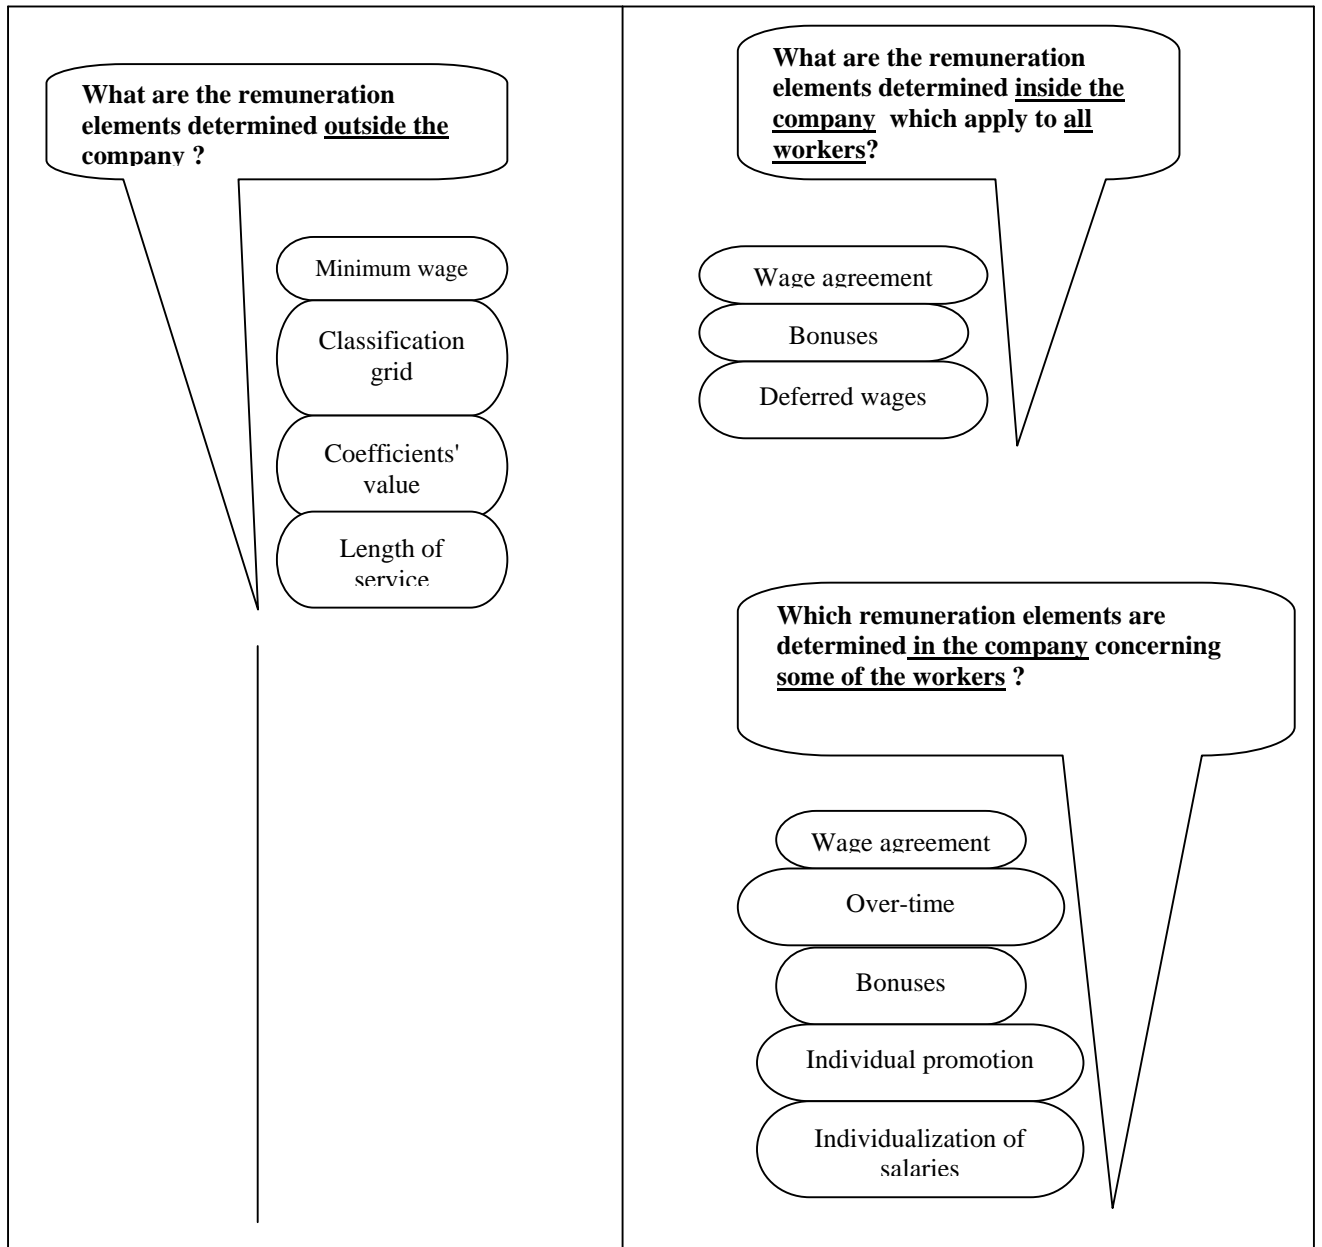 What are the remuneration
elements determined outside the
company ?
Minimum wage
Classification
grid
Coefficients'
value
Length of
service
What are the remuneration
elements determined inside the
company which apply to all
workers?
Wage agreement
Bonuses
Deferred wages
Which remuneration elements are
determined in the company concerning
some of the workers ?
Wage agreement
Over-time
Bonuses
Individual promotion
Individualization of
salaries